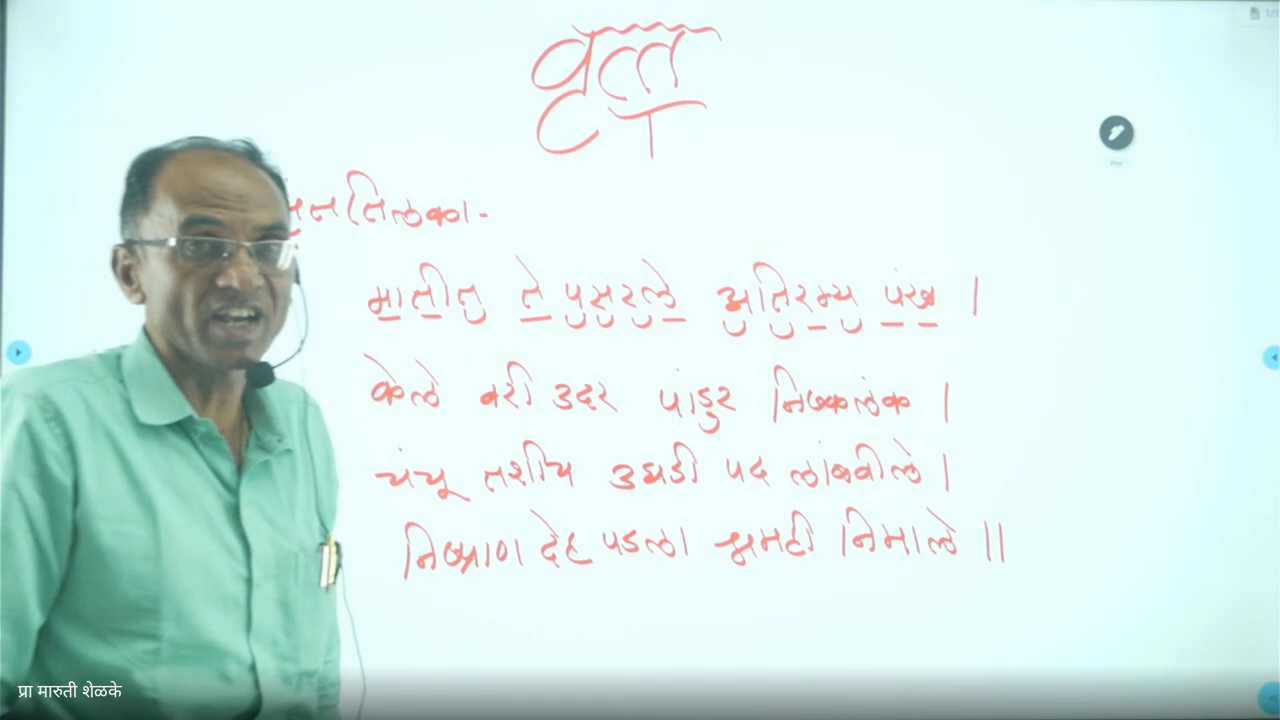 वृत्त
तिलका -
मातीत ते पसरले अतिरम्य पंख ।
केले वरी उदर पांडुर निष्कलंक ।
चंचू तशीच उघडी पद लांबवीले ।
निष्प्राण देह पडला श्रमही निमाले ॥
प्रा मारुती शेळके